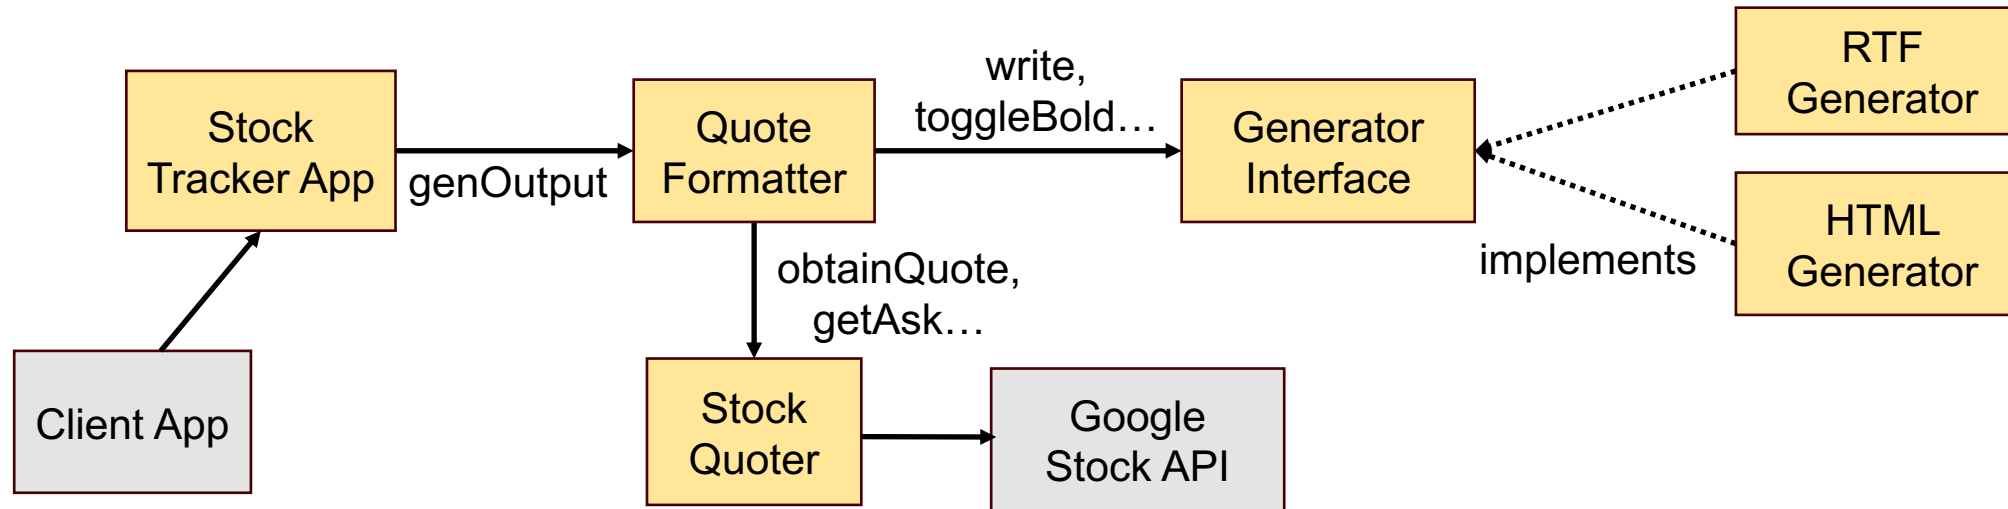 Stock
Tracker App
genOutput
Quote
Formatter
write,
toggleBold…
Generator
Interface
RTF
Generator
HTML
Generator
implements
obtainQuote,
getAsk…
Client App
Stock
Quoter
Google
Stock API